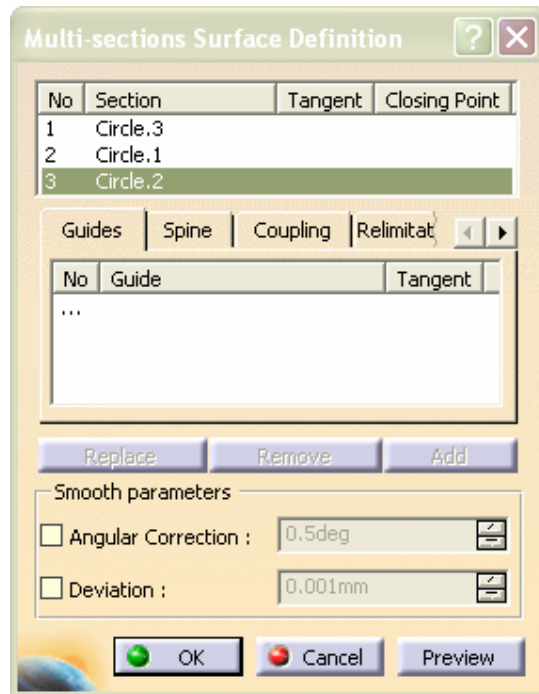 Multi-sections Surface Definition
No Section Tangent Closing Point
1 Circle.3
2 Circle.1
3 Circle.2
Guides Spine Coupling Relimitat
No Guide Tangent
...
Replace Remove Add
Smooth parameters
Angular Correction : 0.5deg
Deviation : 0.001mm
OK Cancel Preview